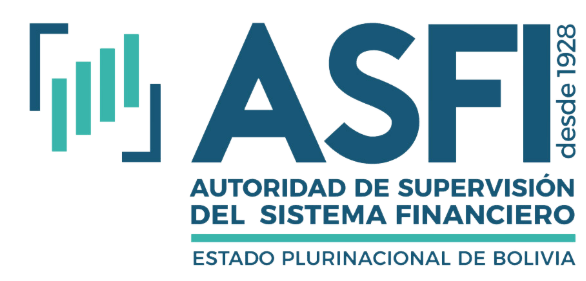 ASFI
desde 1928
AUTORIDAD DE SUPERVISIÓN
DEL SISTEMA FINANCIERO
ESTADO PLURINACIONAL DE BOLIVIA